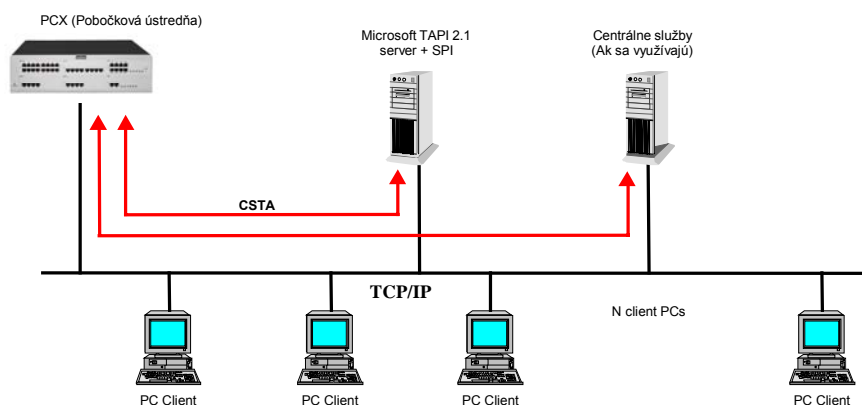 PCX (Pobočková ústredňa)
Microsoft TAPI 2.1
server + SPI
Centrálne služby
(Ak sa využívajú)
CSTA
TCP/IP
N client PCs
PC Client
PC Client
PC Client
PC Client